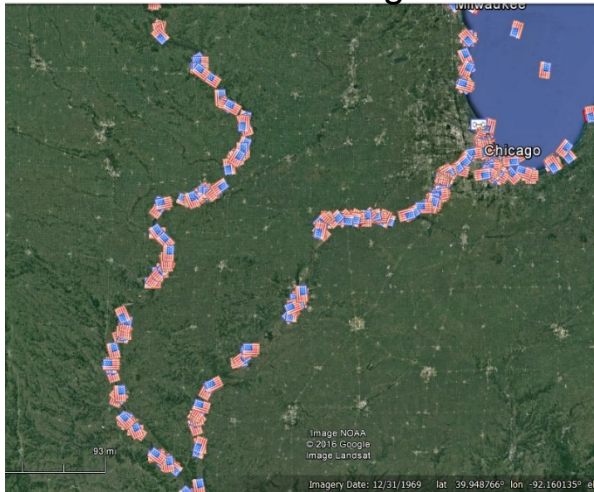 Milwaukee
Chicago
93 mi
Image NOAA
© 2016 Google
Image Landsat
Imagery Date: 12/31/1969 lat 39.948766° lon -92.160135° el